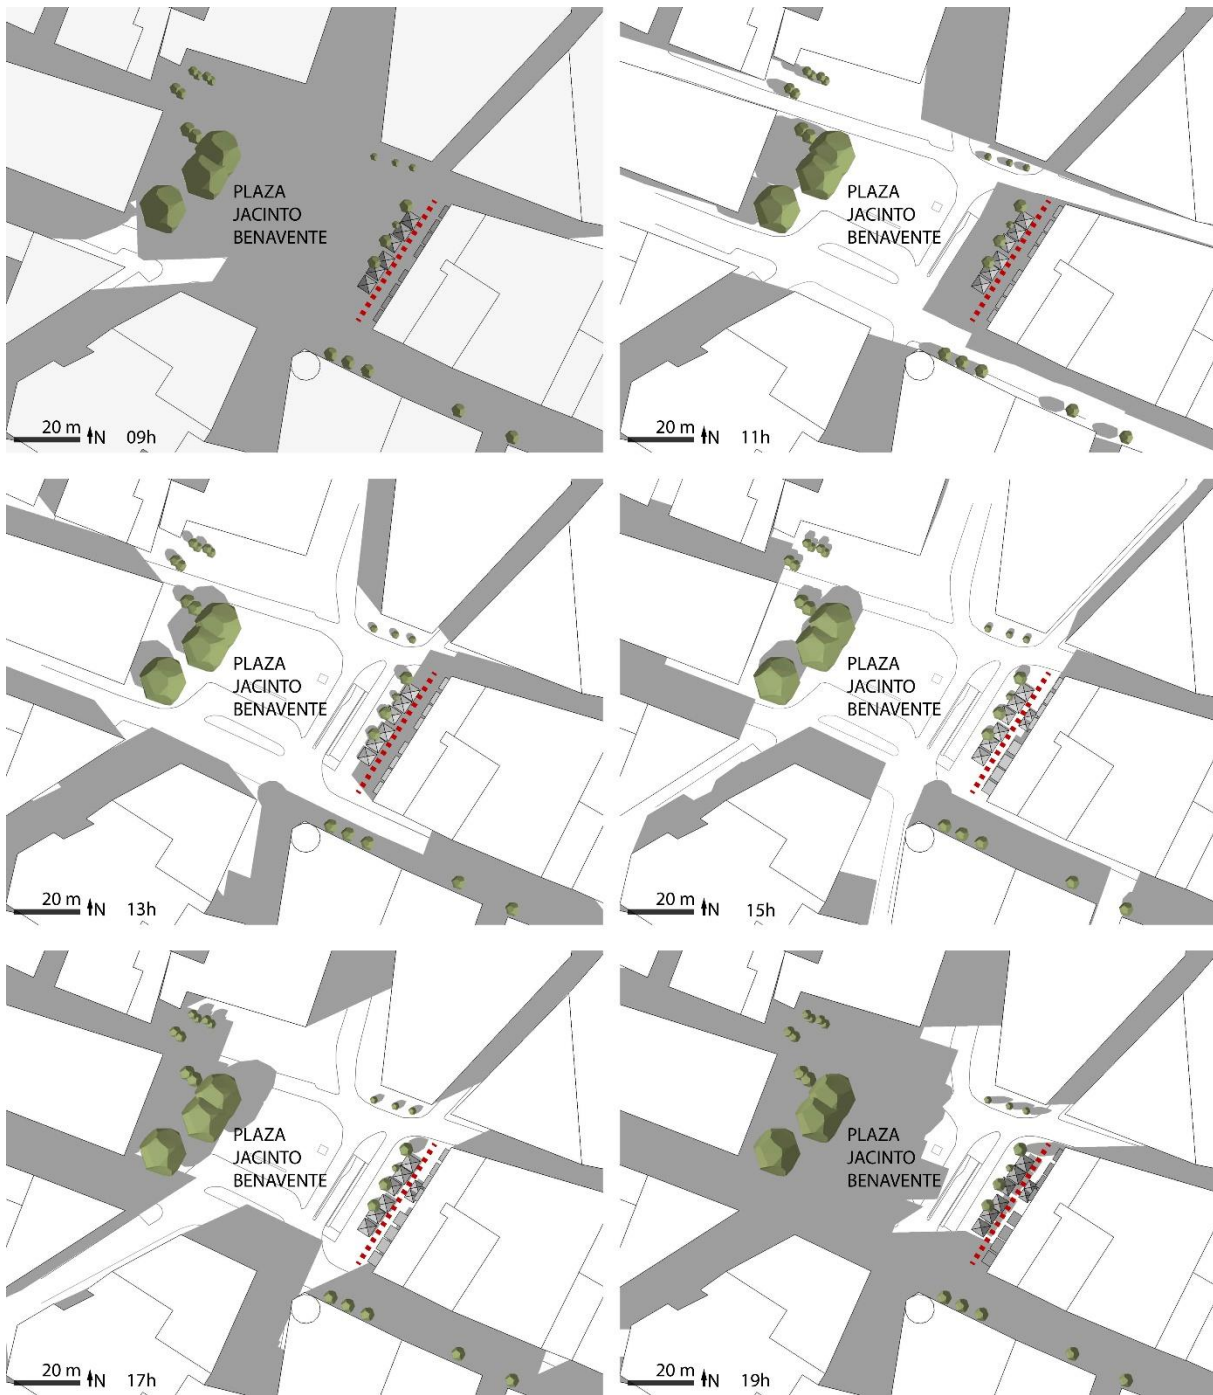 PLAZA
JACINTO
BENAVENTE
20 m N 09h
PLAZA
JACINTO
BENAVENTE
20 m N 11h
PLAZA
JACINTO
BENAVENTE
20 m N 13h
PLAZA
JACINTO
BENAVENTE
20 m N 15h
PLAZA
JACINTO
BENAVENTE
20 m N 17h
PLAZA
JACINTO
BENAVENTE
20 m N 19h